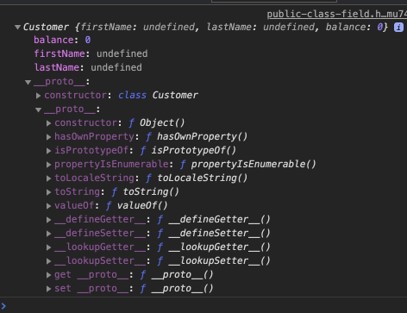 public-class-field.h…mu74
▼Customer {firstName: undefined, lastName: undefined, balance: 0} i
balance: 0
firstName: undefined
lastName: undefined
▼__proto__:
▶constructor: class Customer
▼__proto__:
▶constructor: ƒ Object()
▶hasOwnProperty: ƒ hasOwnProperty()
▶isPrototypeOf: ƒ isPrototypeOf()
▶propertyIsEnumerable: ƒ propertyIsEnumerable()
▶toLocaleString: ƒ toLocaleString()
▶toString: ƒ toString()
▶valueOf: ƒ valueOf()
▶__defineGetter__: ƒ __defineGetter__()
▶__defineSetter__: ƒ __defineSetter__()
▶__lookupGetter__: ƒ __lookupGetter__()
▶__lookupSetter__: ƒ __lookupSetter__()
▶get __proto__: ƒ __proto__()
▶set __proto__: ƒ __proto__()
>